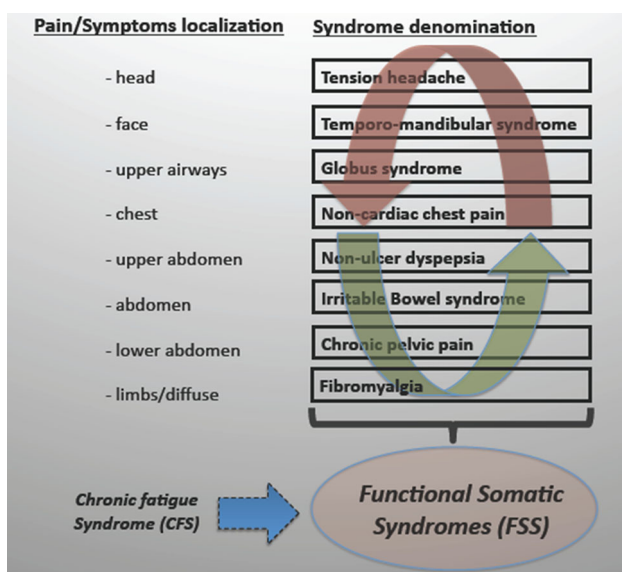 Pain/Symptoms localization Syndrome denomination
- head Tension headache
- face Temporo-mandibular syndrome
- upper airways Globus syndrome
- chest Non-cardiac chest pain
- upper abdomen Non-ulcer dyspepsia
- abdomen Irritable Bowel syndrome
- lower abdomen Chronic pelvic pain
- limbs/diffuse Fibromyalgia
Chronic fatigue
Syndrome (CFS)
Functional Somatic
Syndromes (FSS)